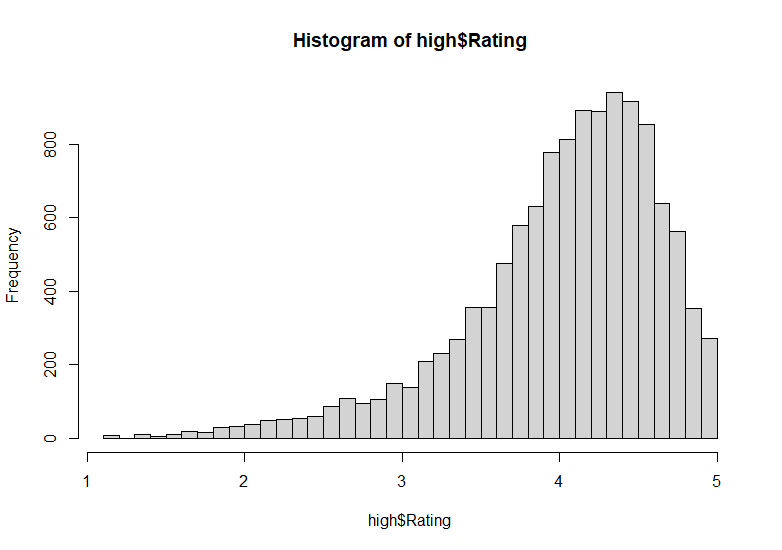 Histogram of high$Rating
Frequency
0 200 400 600 800
1 2 3 4 5
high$Rating